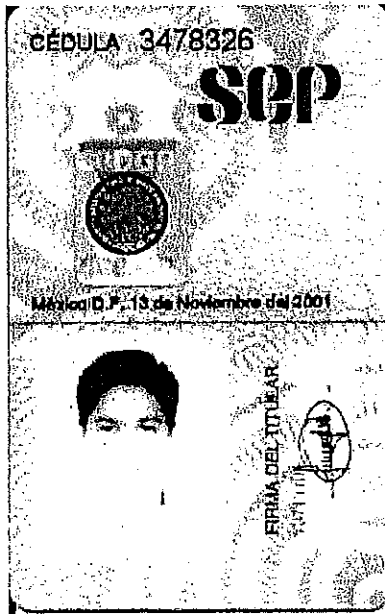 CÉDULA 3478326
SEP
México D.F. 13 de Noviembre del 2001
FIRMA DEL TITULAR